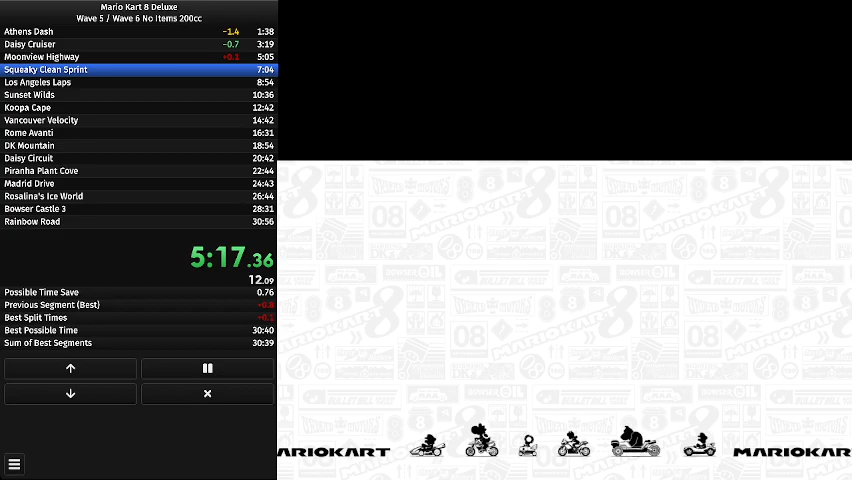 Mario Kart 8 Deluxe
Wave 5 / Wave 6 No Items 200cc
Athens Dash −1.4 1:38
Daisy Cruiser −0.7 3:19
Moonview Highway +0.1 5:05
Squeaky Clean Sprint 7:04
Los Angeles Laps 8:54
Sunset Wilds 10:36
Koopa Cape 12:42
Vancouver Velocity 14:42
Rome Avanti 16:31
DK Mountain 18:54
Daisy Circuit 20:42
Piranha Plant Cove 22:44
Madrid Drive 24:43
Rosalina's Ice World 26:44
Bowser Castle 3 28:31
Rainbow Road 30:56
5:17.36
12.09
Possible Time Save 0.76
Previous Segment (Best) +0.8
Best Split Times +0.1
Best Possible Time 30:40
Sum of Best Segments 30:39
MARIOKART 8
BOWSER OIL
08
ARIOKART
MARIOKAR